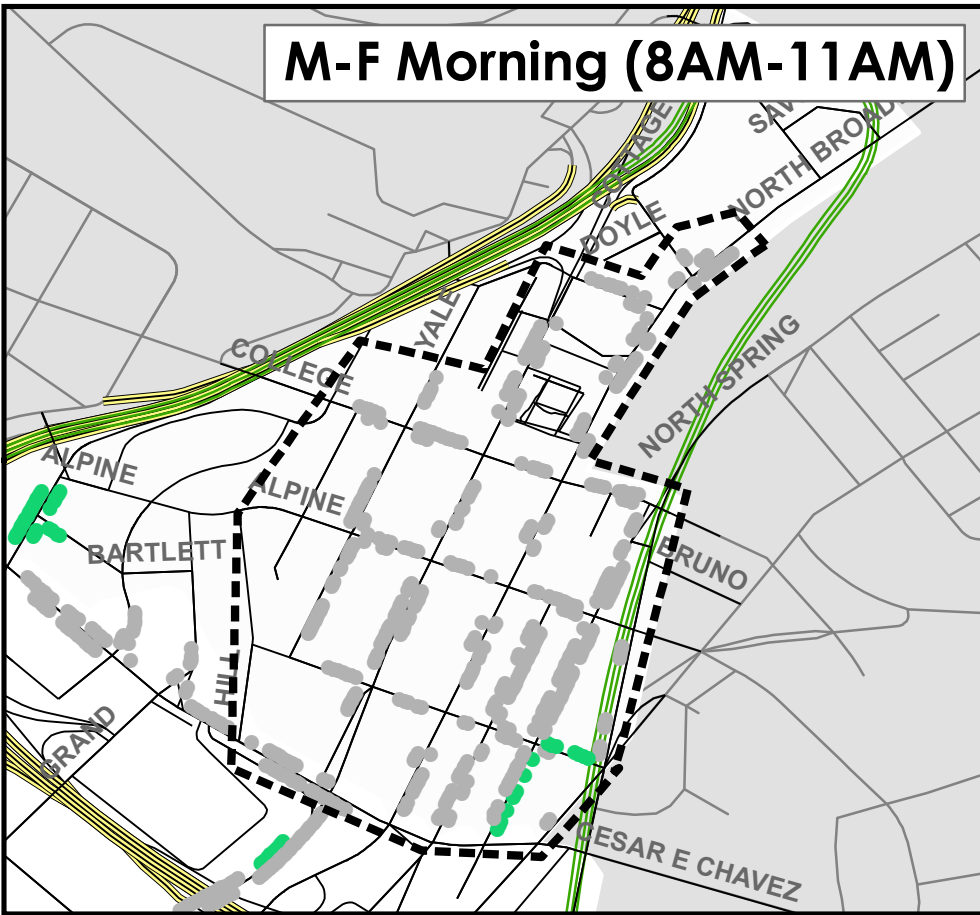 M-F Morning (8AM-11AM)
COTTAGE
NORTH BROAD
DOYLE
YALE
COLLEGE
NORTH SPRING
ALPINE
ALPINE
BARTLETT
BRUNO
HILL
GRAND
CESAR E CHAVEZ